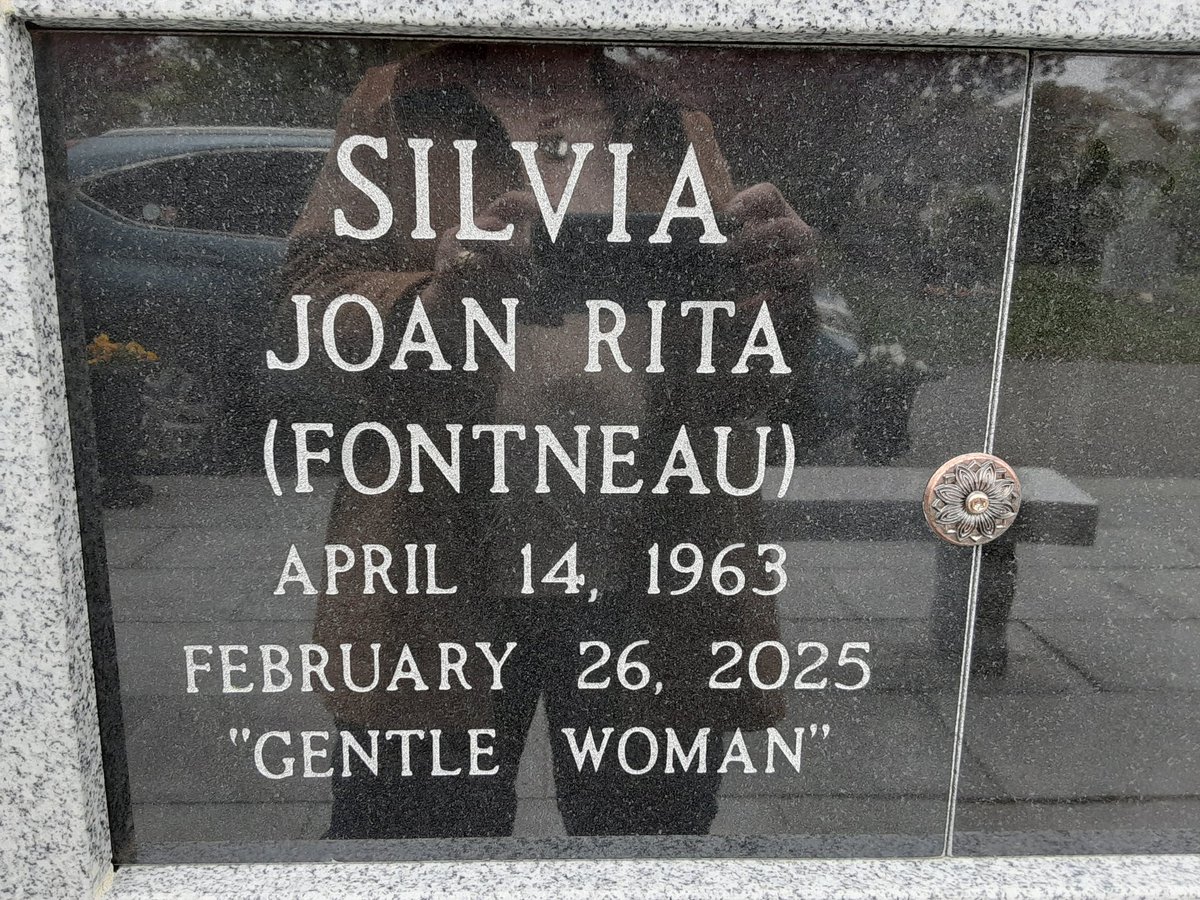 SILVIA
JOAN RITA
(FONTNEAU)
APRIL 14, 1963
FEBRUARY 26, 2025
"GENTLE WOMAN"